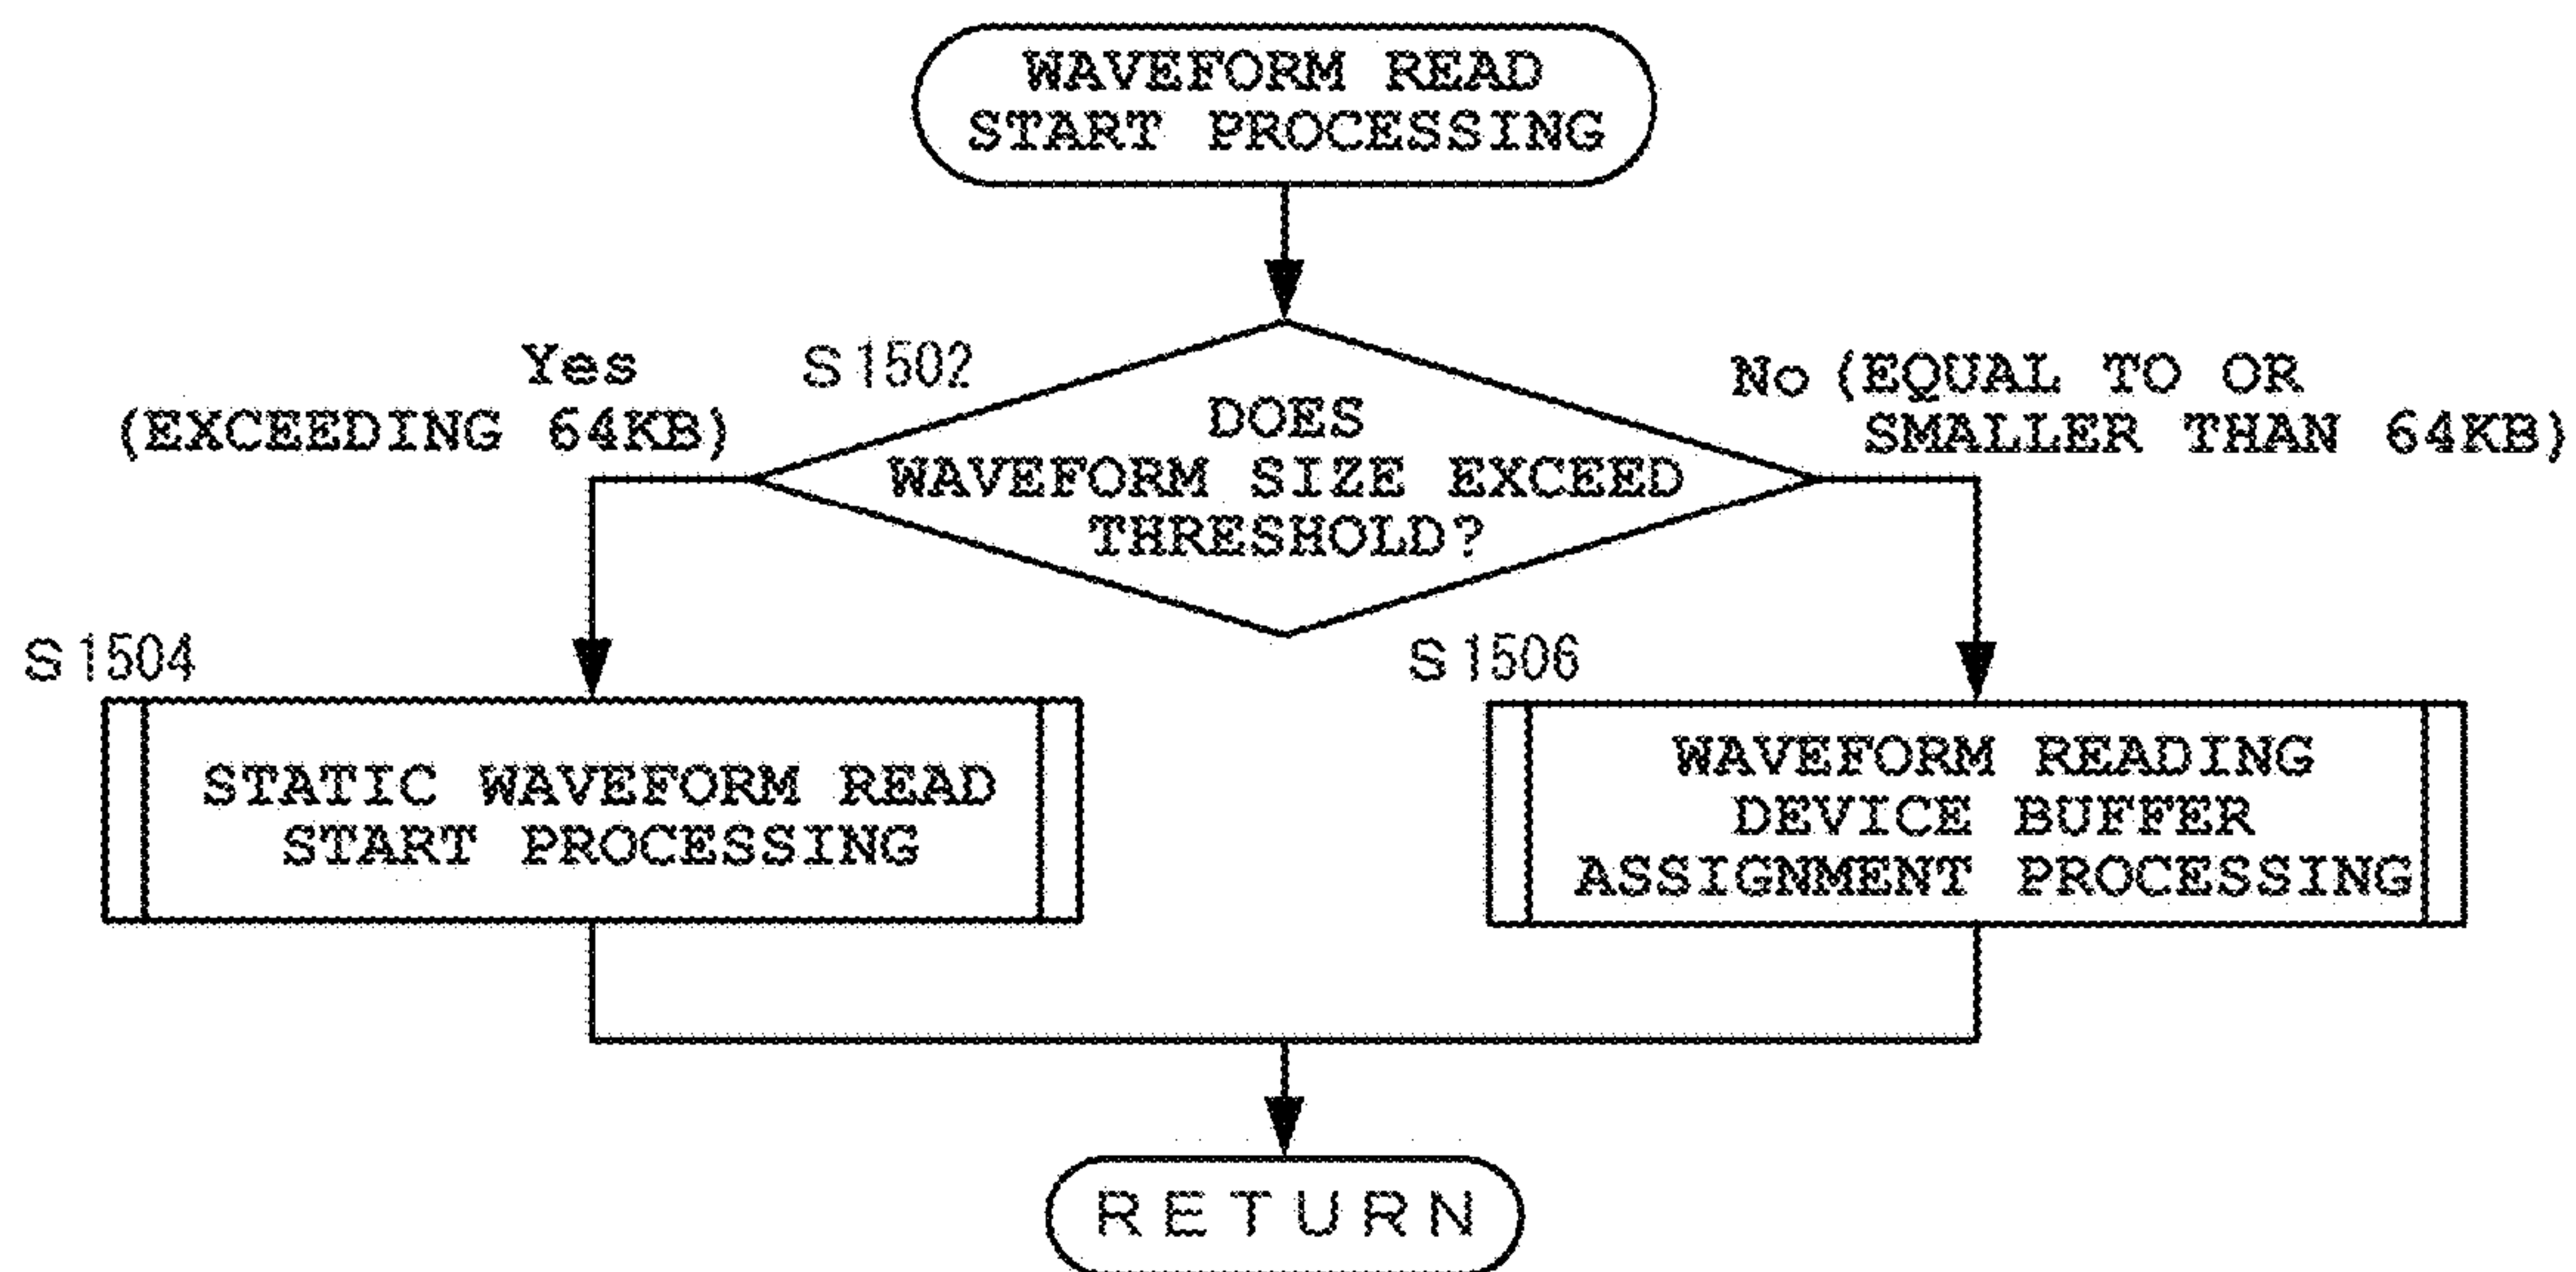 WAVEFORM READ
START PROCESSING
Yes
(EXCEEDING 64KB)
S1502
DOES
WAVEFORM SIZE EXCEED
THRESHOLD?
No (EQUAL TO OR
SMALLER THAN 64KB)
S1504
STATIC WAVEFORM READ
START PROCESSING
S1506
WAVEFORM READING
DEVICE BUFFER
ASSIGNMENT PROCESSING
RETURN